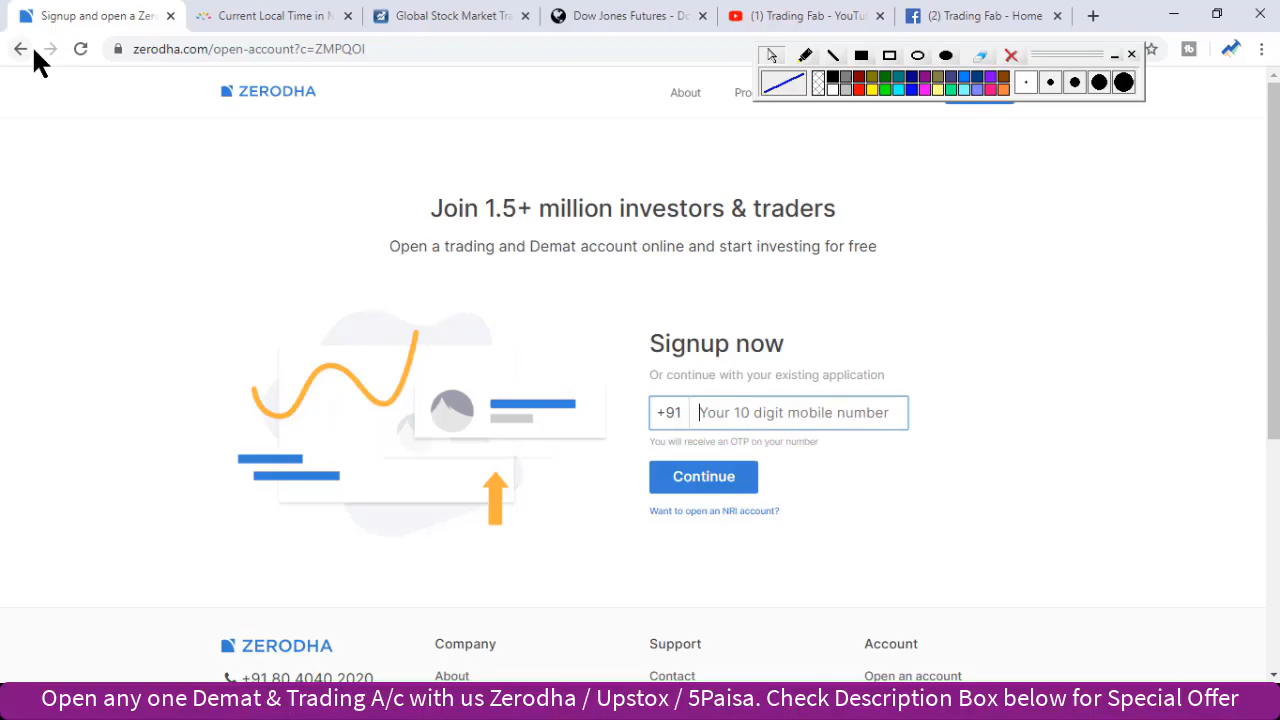 Signup and open a Zer
Current Local Time in N
Global Stock Market Tra
Dow Jones Futures - Do
(1) Trading Fab - YouTu
(2) Trading Fab - Home
zerodha.com/open-account?c=ZMPQOI
ZERODHA
About
Pro
Join 1.5+ million investors & traders
Open a trading and Demat account online and start investing for free
Signup now
Or continue with your existing application
+91 Your 10 digit mobile number
You will receive an OTP on your number
Continue
Want to open an NRI account?
ZERODHA
Company
Support
Account
+91 80 4040 2020
About
Contact
Open an account
Open any one Demat & Trading A/c with us Zerodha / Upstox / 5Paisa. Check Description Box below for Special Offer